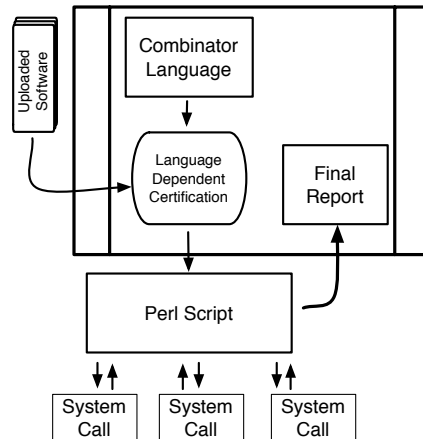 Uploaded
Software
Combinator
Language
Language
Dependent
Certification
Final
Report
Perl Script
System
Call
System
Call
System
Call